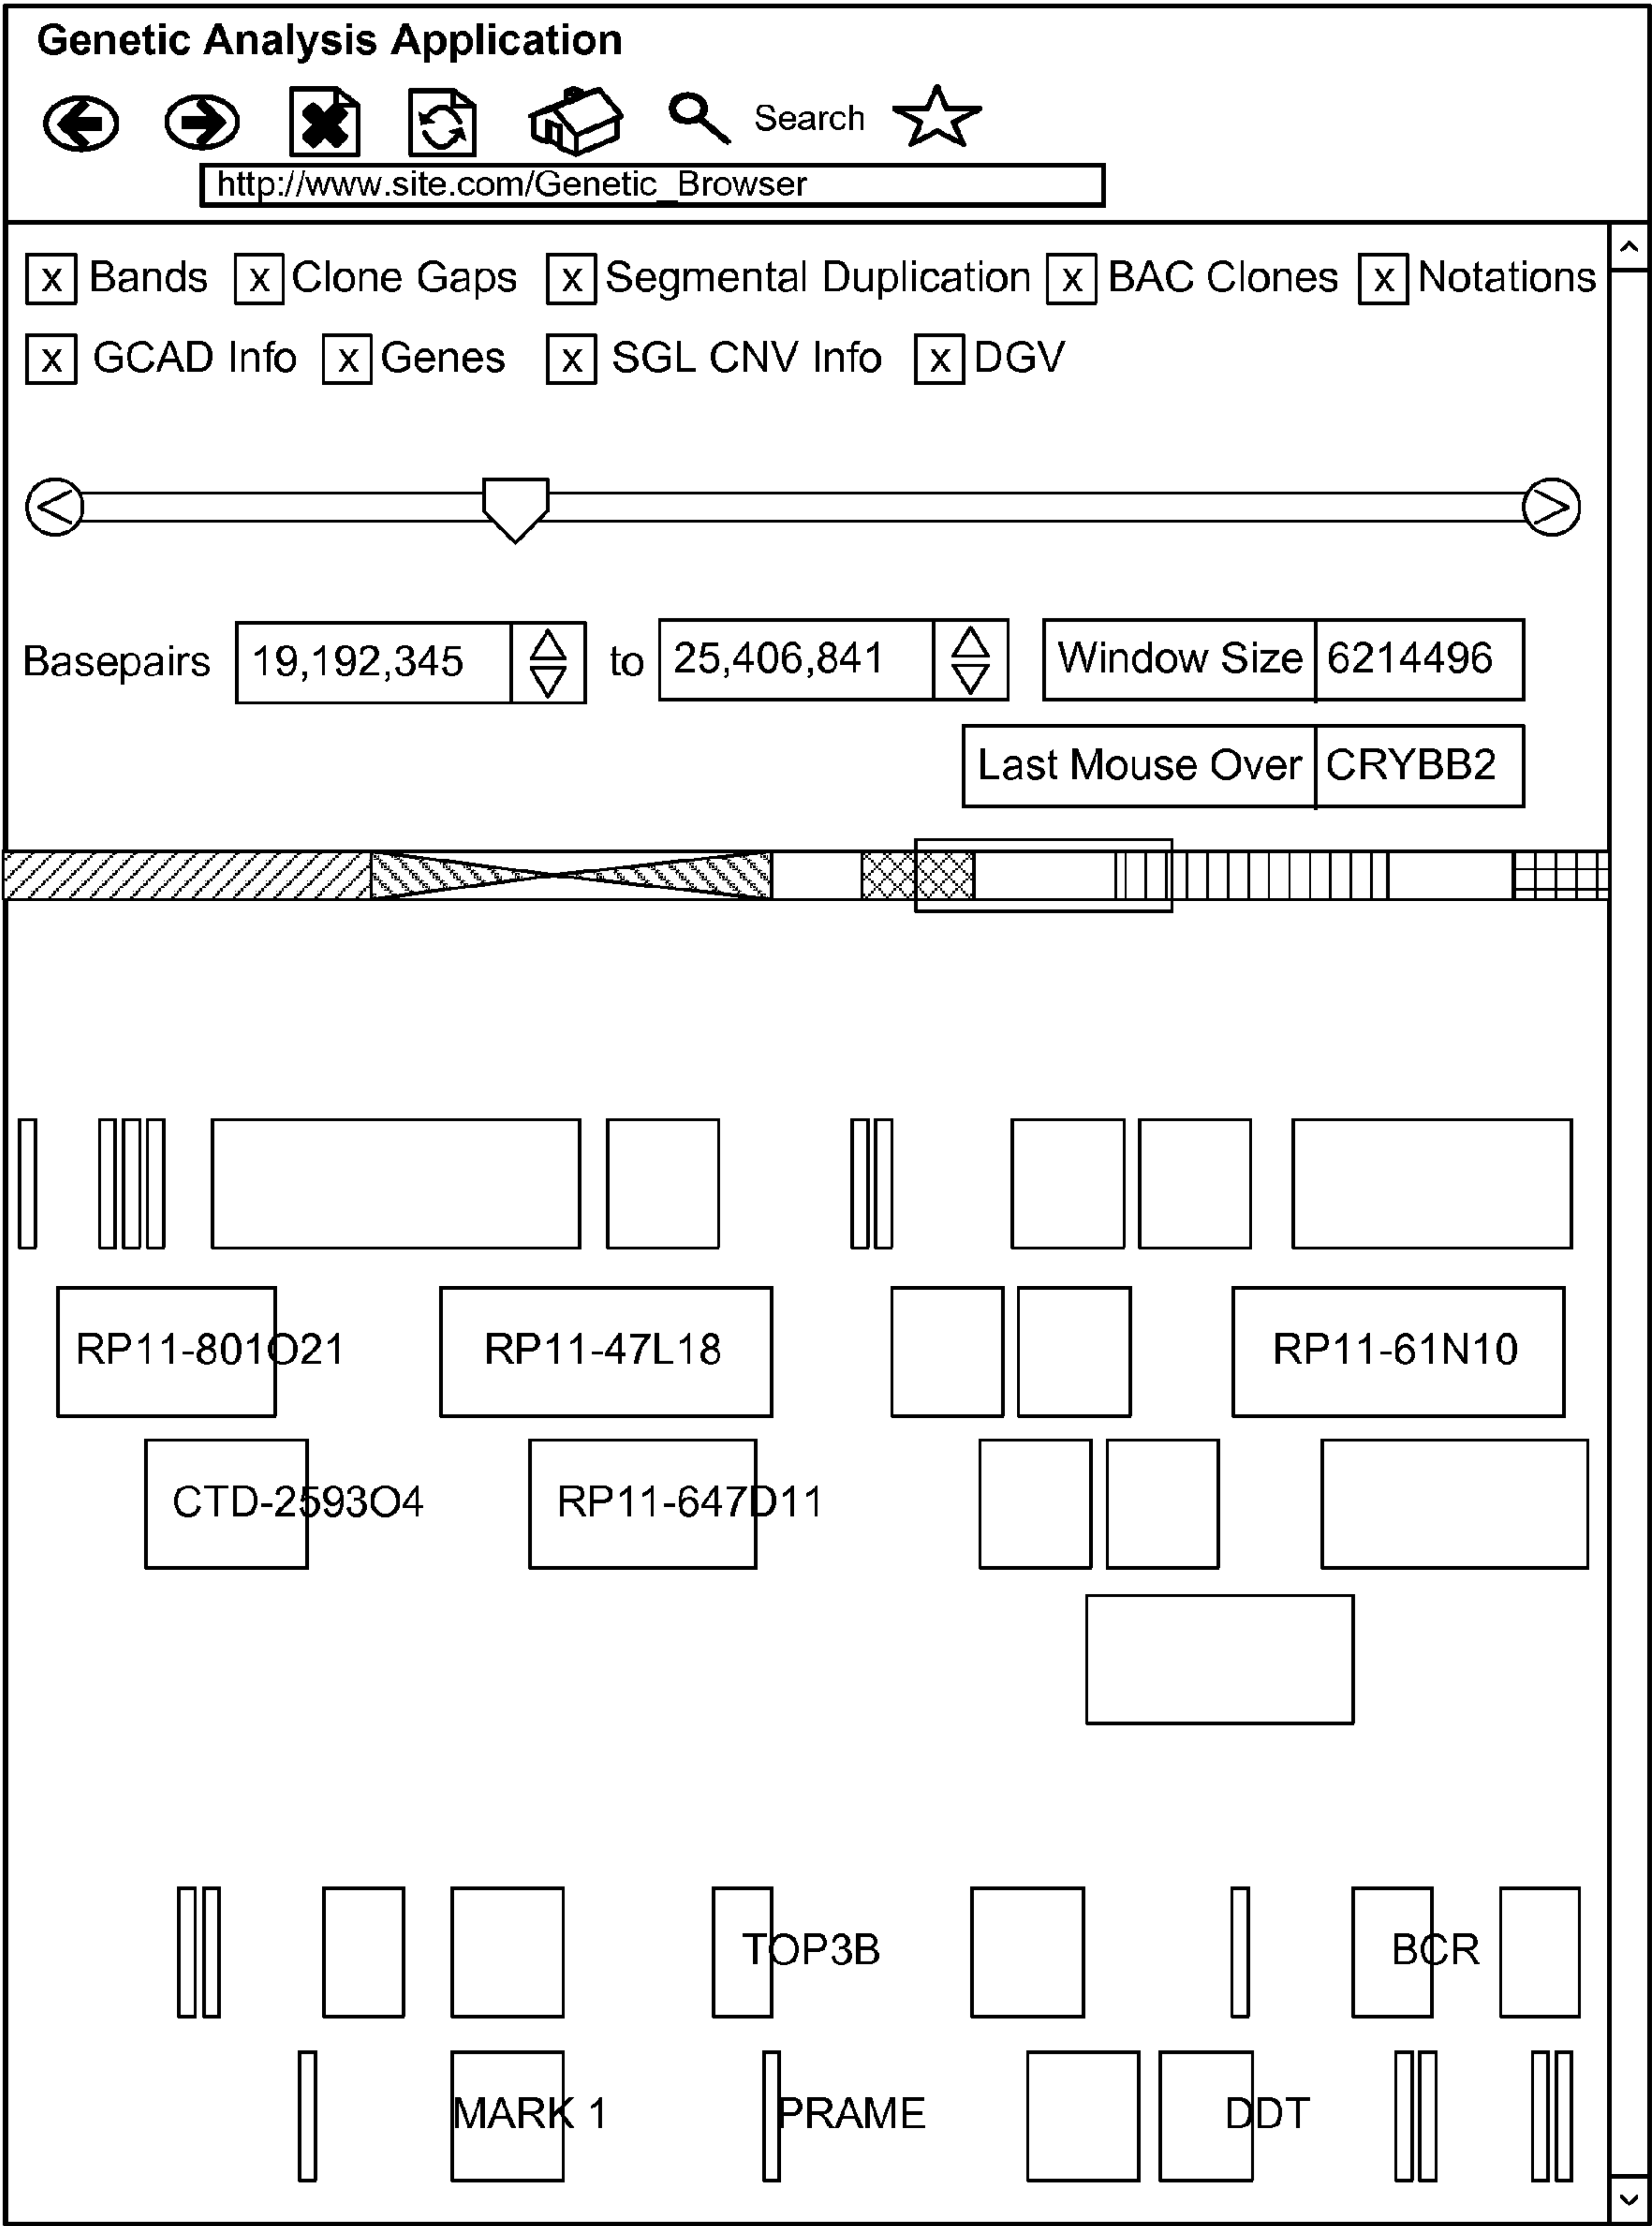 Genetic Analysis Application
Search
http://www.site.com/Genetic_Browser
x Bands x Clone Gaps x Segmental Duplication x BAC Clones x Notations
x GCAD Info x Genes x SGL CNV Info x DGV
< >
Basepairs 19,192,345 to 25,406,841 Window Size 6214496
Last Mouse Over CRYBB2
RP11-801O21 RP11-47L18 RP11-61N10
CTD-2593O4 RP11-647D11
TOP3B BCR
MARK 1 PRAME DDT